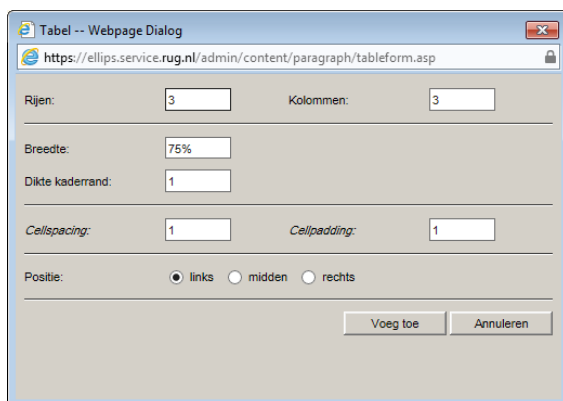 Tabel -- Webpage Dialog
https://ellips.service.rug.nl/admin/content/paragraph/tableform.asp
Rijen: 3 Kolommen: 3
Breedte: 75%
Dikte kaderrand: 1
Cellspacing: 1 Cellpadding: 1
Positie: links midden rechts
Voeg toe Annuleren